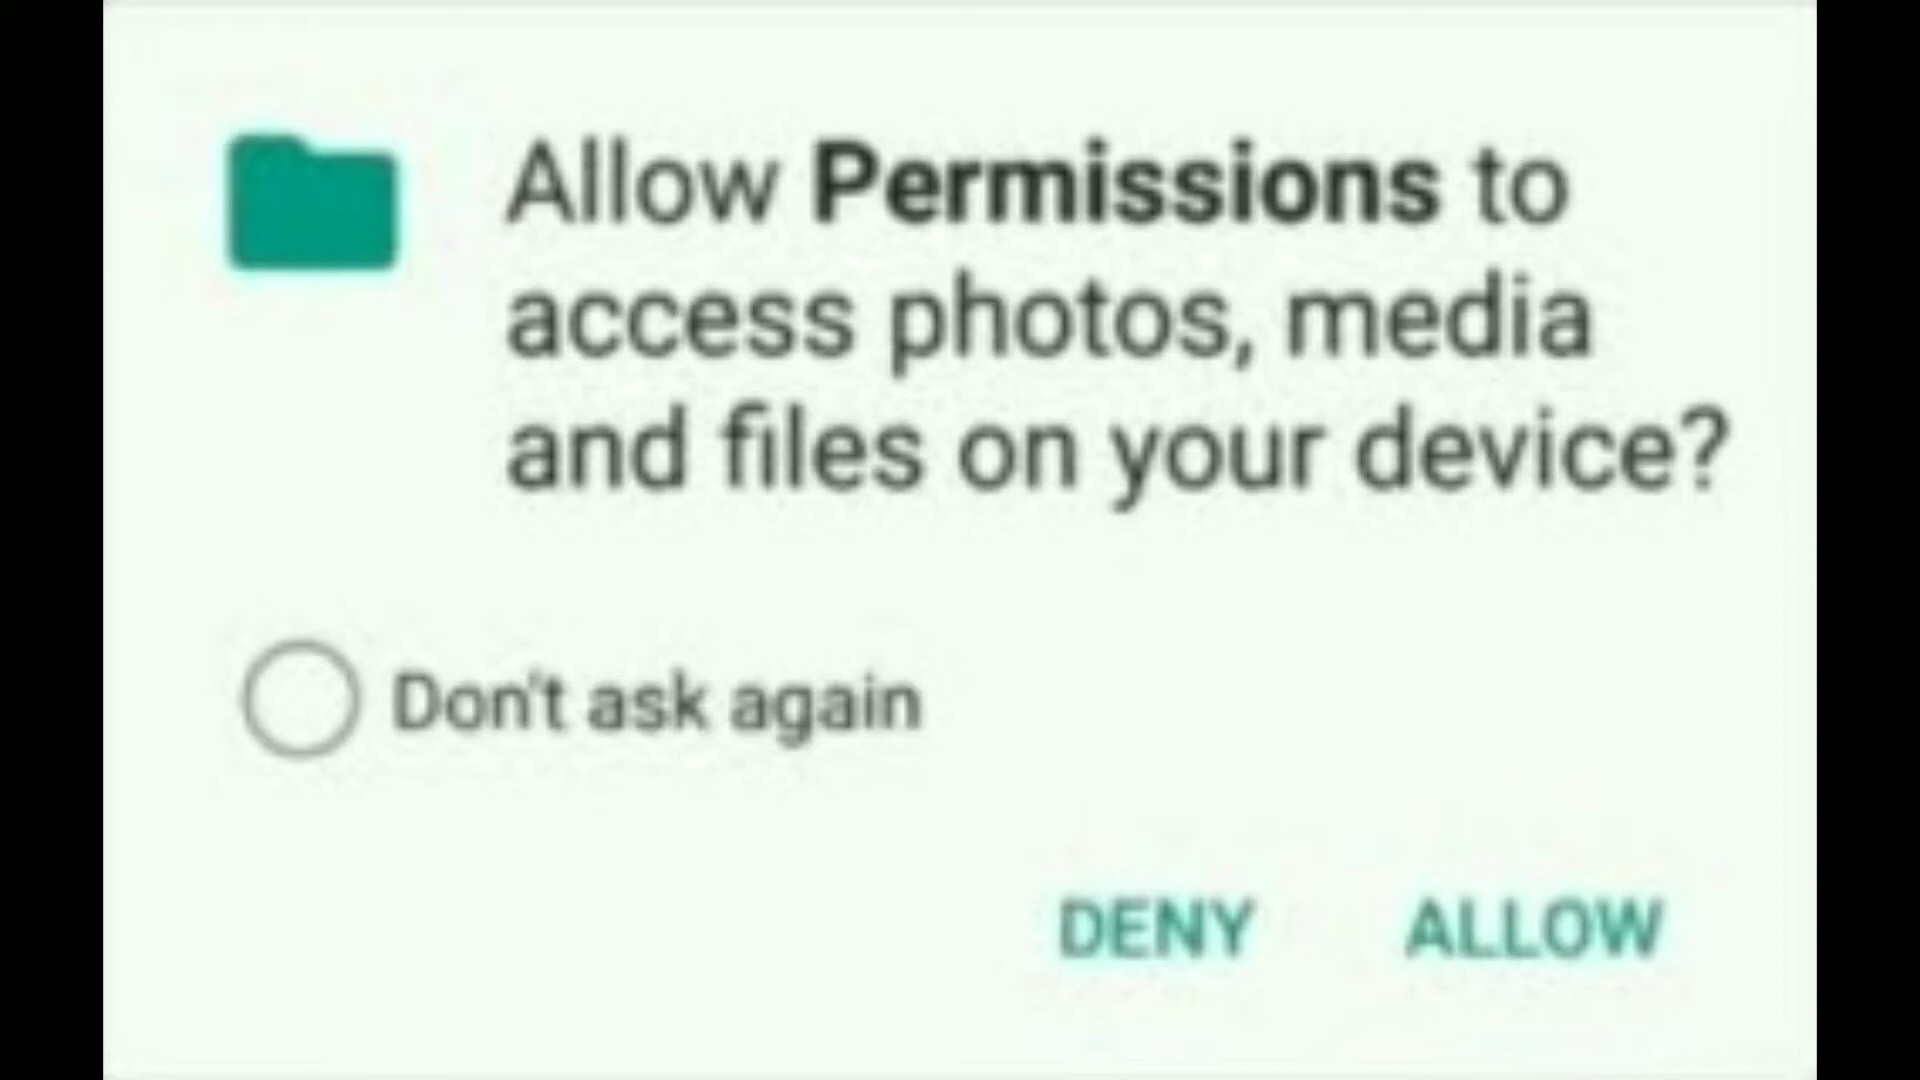 Allow Permissions to
access photos, media
and files on your device?
Don't ask again
DENY ALLOW